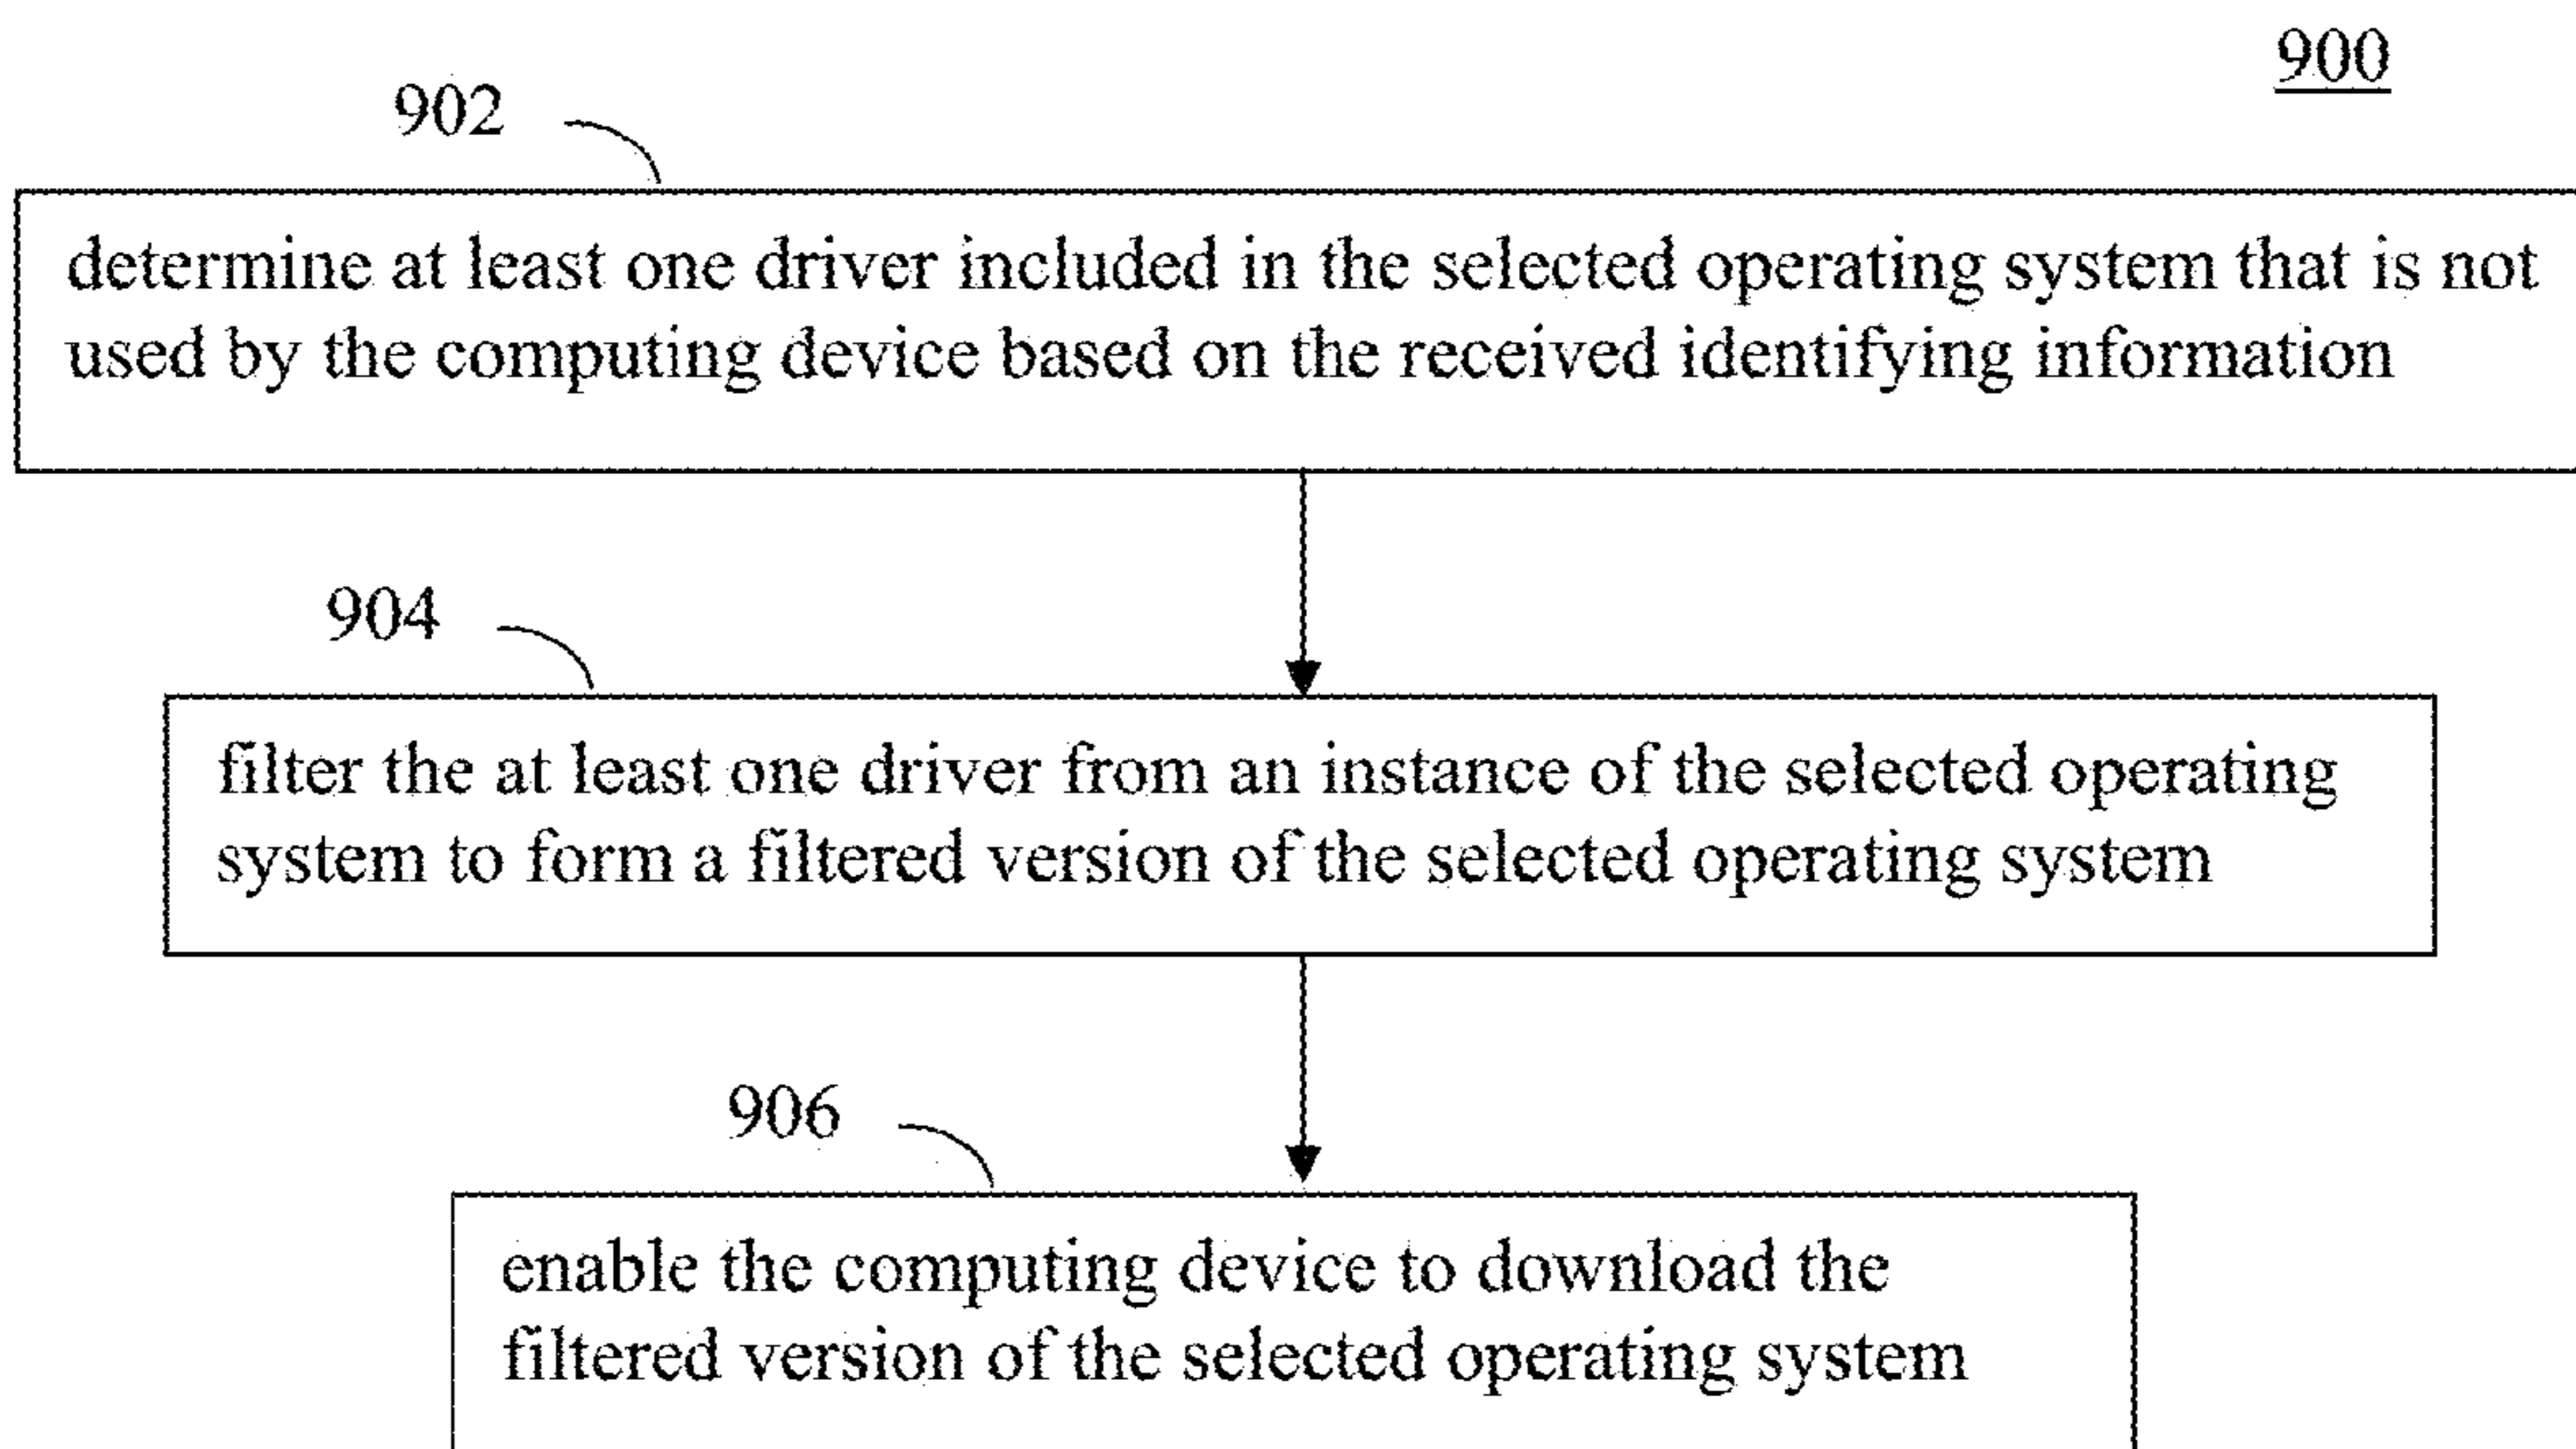 900
902
determine at least one driver included in the selected operating system that is not
used by the computing device based on the received identifying information
904
filter the at least one driver from an instance of the selected operating
system to form a filtered version of the selected operating system
906
enable the computing device to download the
filtered version of the selected operating system